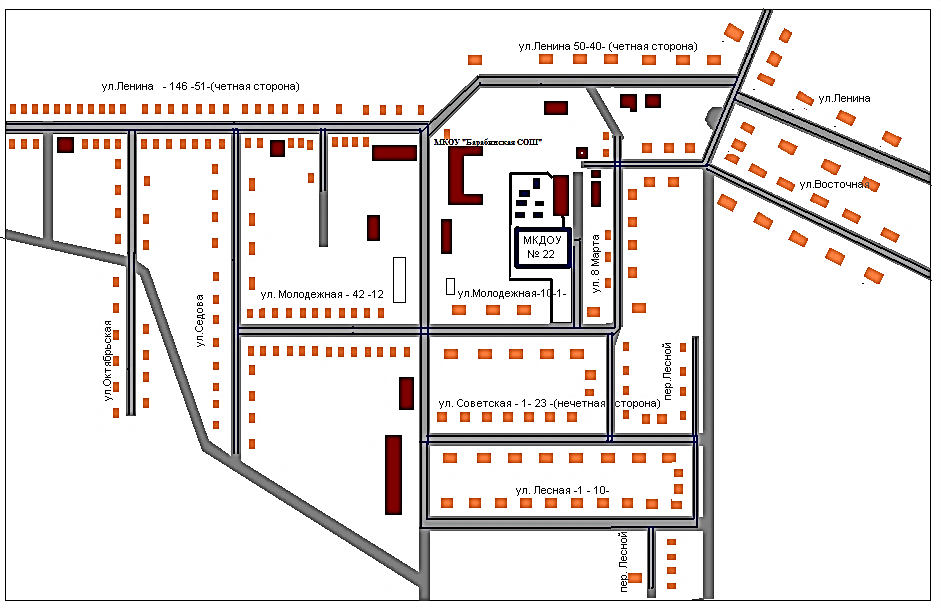 ул.Ленина 50-40- (четная сторона)
ул.Ленина - 146 -51-(четная сторона)
ул.Ленина
МКОУ "Барабинская СОШ"
ул.Восточная
МКДОУ
№ 22
ул. 8 Марта
ул. Молодежная - 42 -12
ул.Молодежная-10-1-
ул.Седова
ул.Октябрьская
пер.Лесной
ул. Советская - 1- 23 -(нечетная сторона)
ул. Лесная -1 - 10-
пер. Лесной